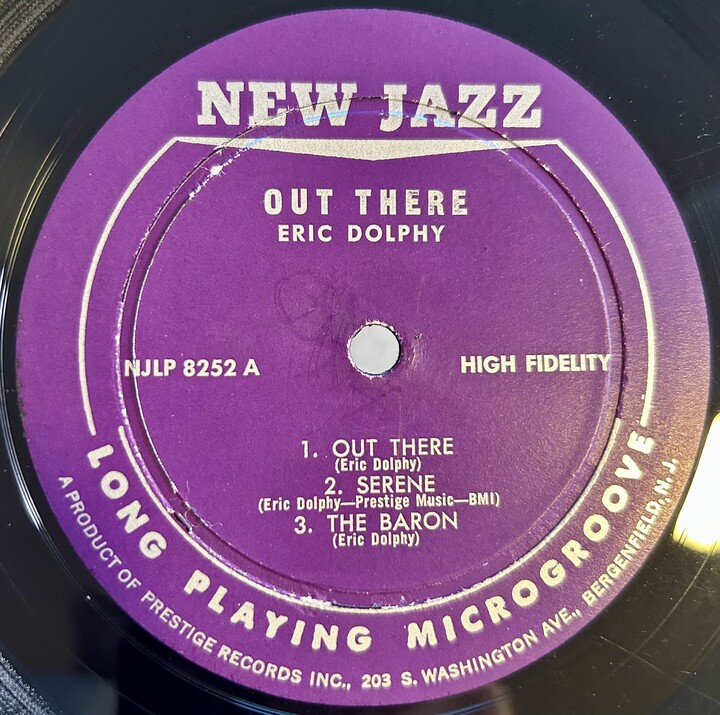 NEW JAZZ
OUT THERE
ERIC DOLPHY
NJLP 8252 A
HIGH FIDELITY
1. OUT THERE
(Eric Dolphy)
2. SERENE
(Eric Dolphy—Prestige Music—BMI)
3. THE BARON
(Eric Dolphy)
LONG PLAYING MICROGROOVE
A PRODUCT OF PRESTIGE RECORDS INC., 203 S. WASHINGTON AVE., BERGENFIELD, N. J.